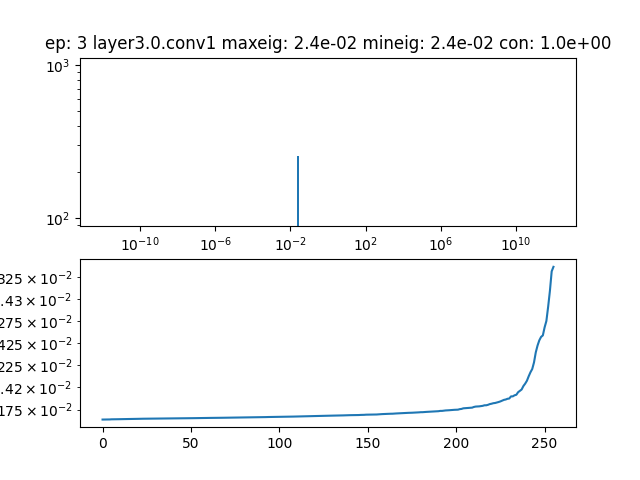 ep: 3 layer3.0.conv1 maxeig: 2.4e-02 mineig: 2.4e-02 con: 1.0e+00
10³
10²
10⁻¹⁰ 10⁻⁶ 10⁻² 10² 10⁶ 10¹⁰
325 × 10⁻²
.43 × 10⁻²
275 × 10⁻²
425 × 10⁻²
225 × 10⁻²
.42 × 10⁻²
175 × 10⁻²
0 50 100 150 200 250